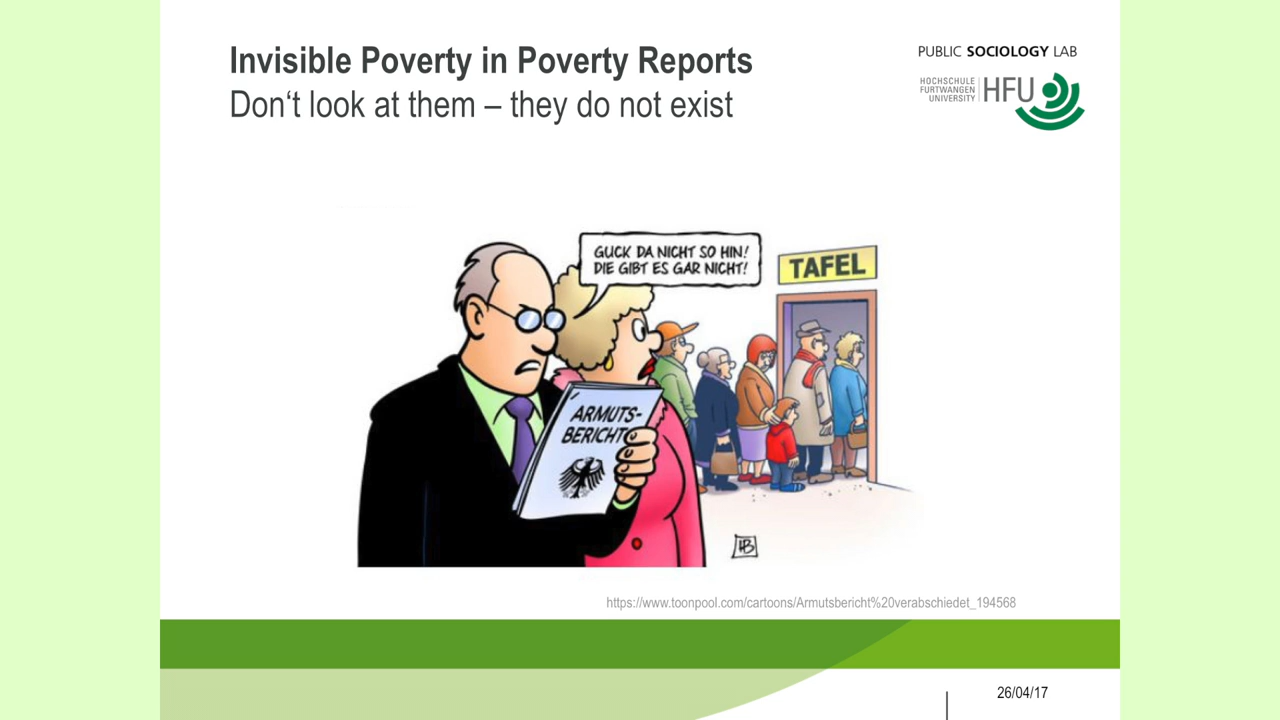 Invisible Poverty in Poverty Reports
Don‘t look at them – they do not exist
PUBLIC SOCIOLOGY LAB
HOCHSCHULE
FURTWANGEN
UNIVERSITY
HFU
GUCK DA NICHT SO HIN!
DIE GIBT ES GAR NICHT!
TAFEL
ARMUTS-
BERICHT
HB
https://www.toonpool.com/cartoons/Armutsbericht%20verabschiedet_194568
26/04/17